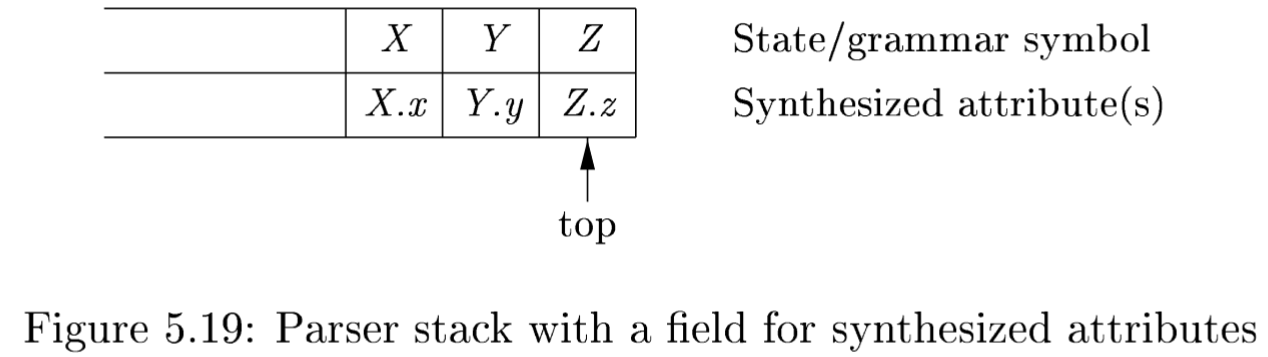 X Y Z State/grammar symbol
X.x Y.y Z.z Synthesized attribute(s)
top
Figure 5.19: Parser stack with a field for synthesized attributes